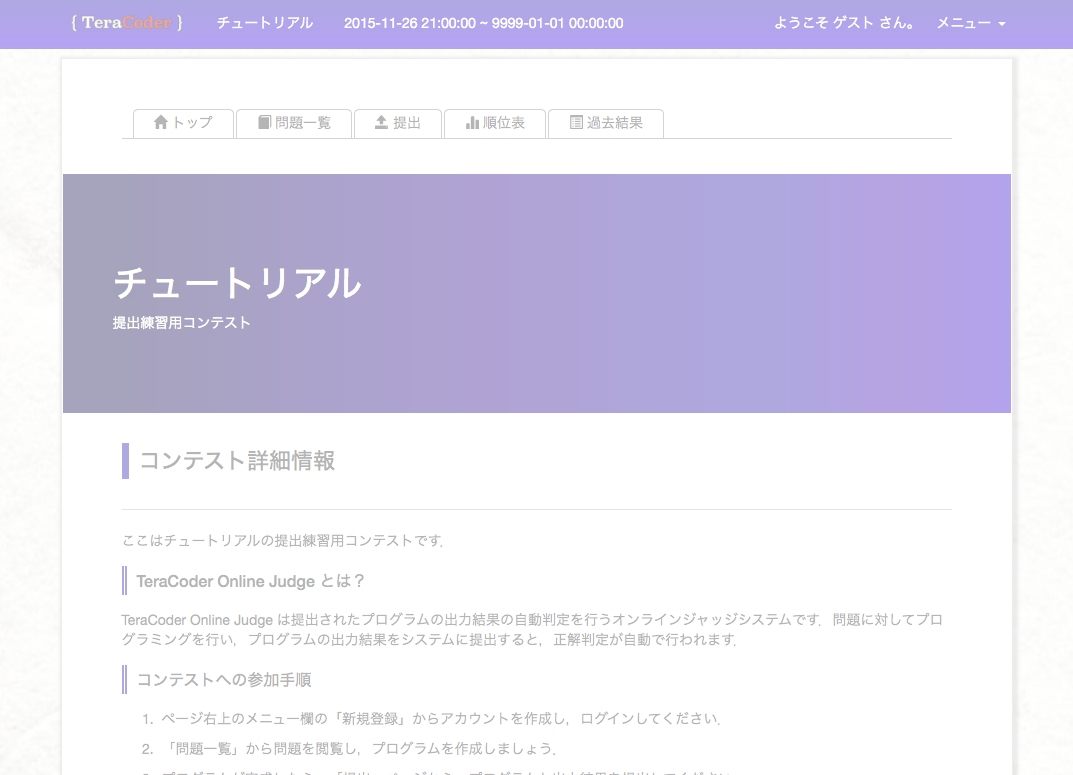 { TeraCoder } チュートリアル 2015-11-26 21:00:00 ~ 9999-01-01 00:00:00 ようこそ ゲスト さん。 メニュー
トップ 問題一覧 提出 順位表 過去結果
チュートリアル
提出練習用コンテスト
コンテスト詳細情報
ここはチュートリアルの提出練習用コンテストです．
TeraCoder Online Judge とは？
TeraCoder Online Judge は提出されたプログラムの出力結果の自動判定を行うオンラインジャッジシステムです．問題に対してプロ
グラミングを行い，プログラムの出力結果をシステムに提出すると，正解判定が自動で行われます．
コンテストへの参加手順
1. ページ右上のメニュー欄の「新規登録」からアカウントを作成し，ログインしてください．
2. 「問題一覧」から問題を閲覧し，プログラムを作成しましょう．